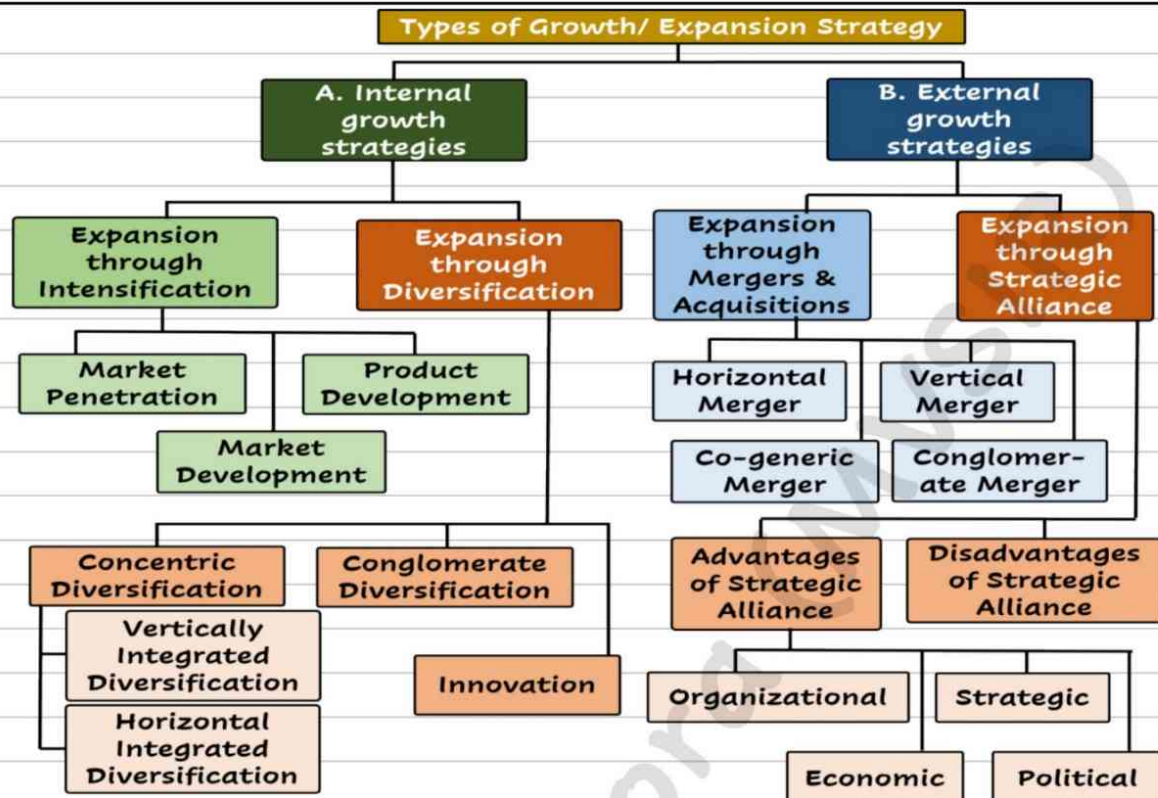 Types of Growth/ Expansion Strategy
A. Internal
growth
strategies
B. External
growth
strategies
Expansion
through
Intensification
Expansion
through
Diversification
Expansion
through
Mergers &
Acquisitions
Expansion
through
Strategic
Alliance
Market
Penetration
Product
Development
Market
Development
Horizontal
Merger
Vertical
Merger
Co-generic
Merger
Conglomer-
ate Merger
Concentric
Diversification
Conglomerate
Diversification
Vertically
Integrated
Diversification
Horizontal
Integrated
Diversification
Innovation
Advantages
of Strategic
Alliance
Disadvantages
of Strategic
Alliance
Organizational
Strategic
Economic
Political